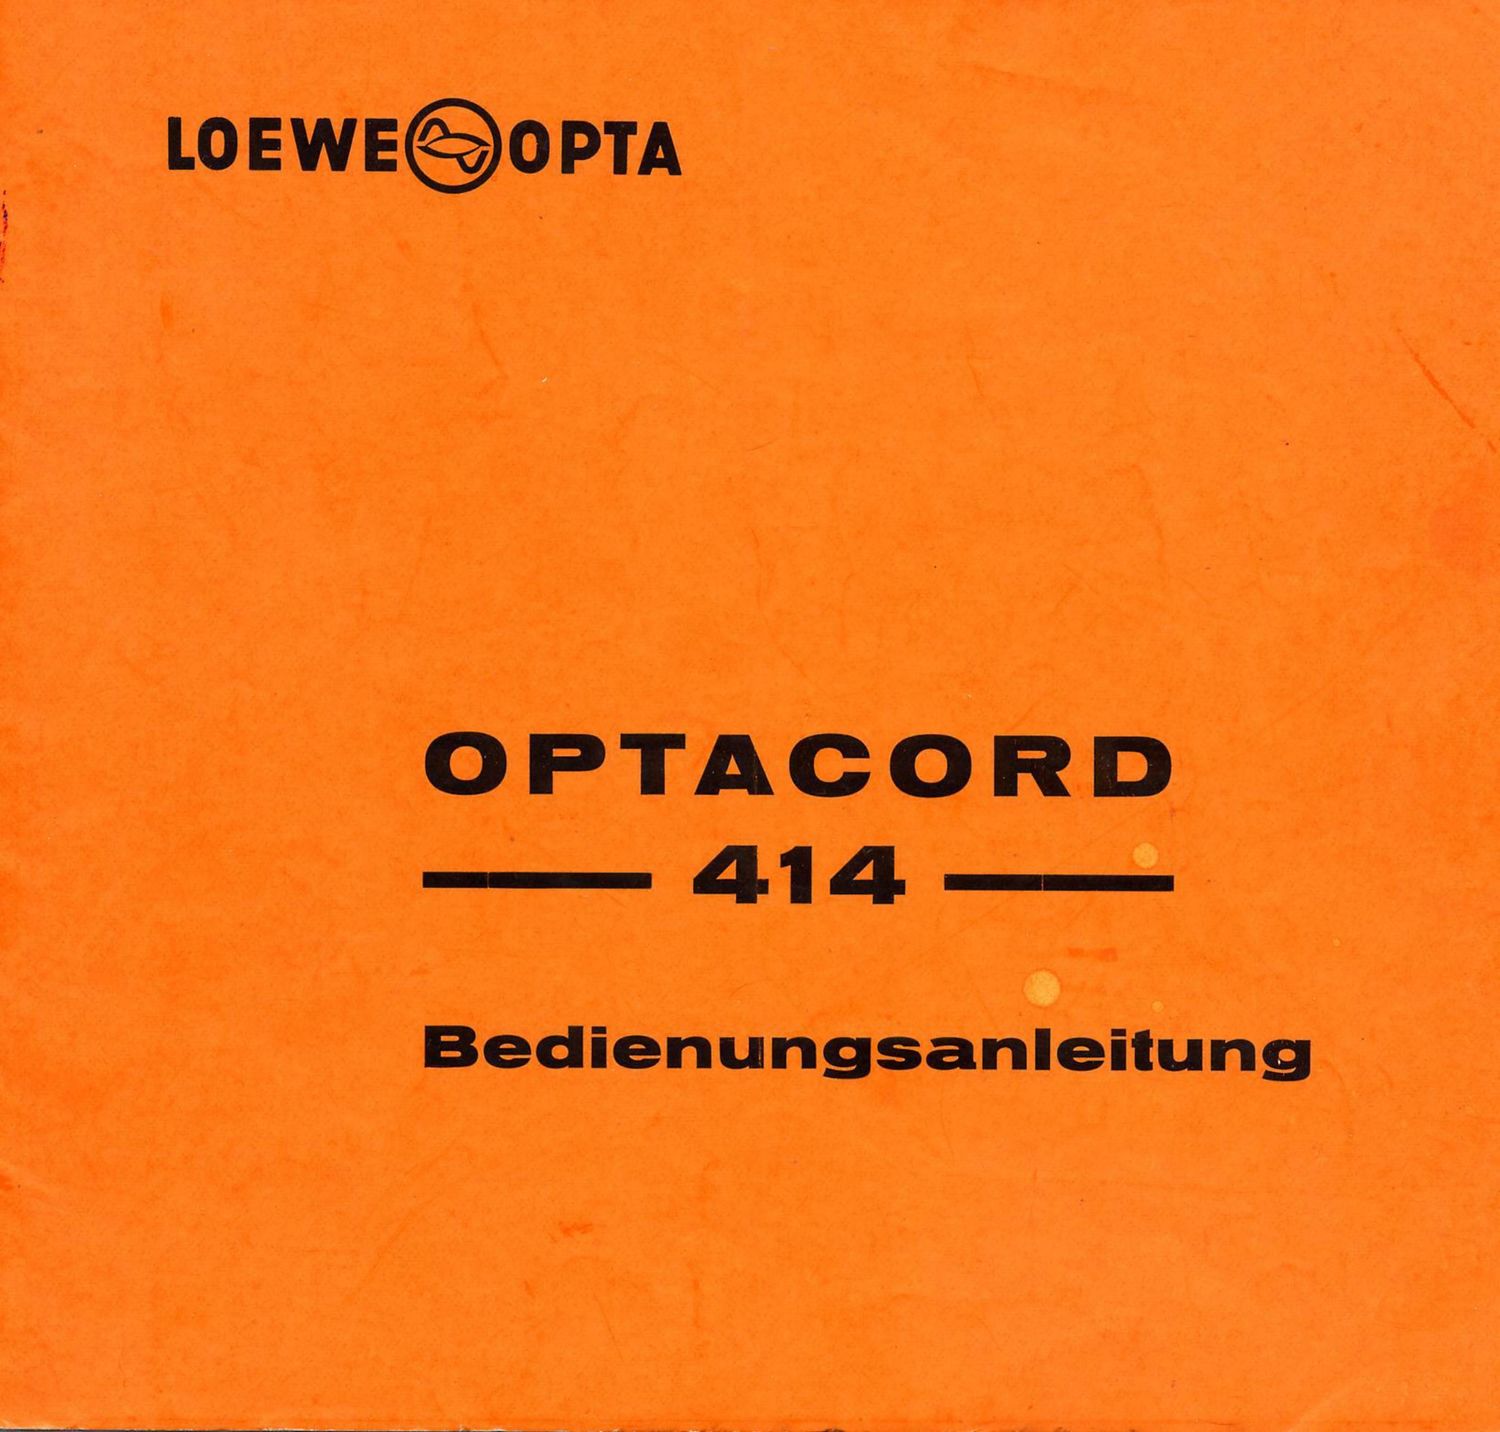 LOEWE OPTA
OPTACORD
414
Bedienungsanleitung